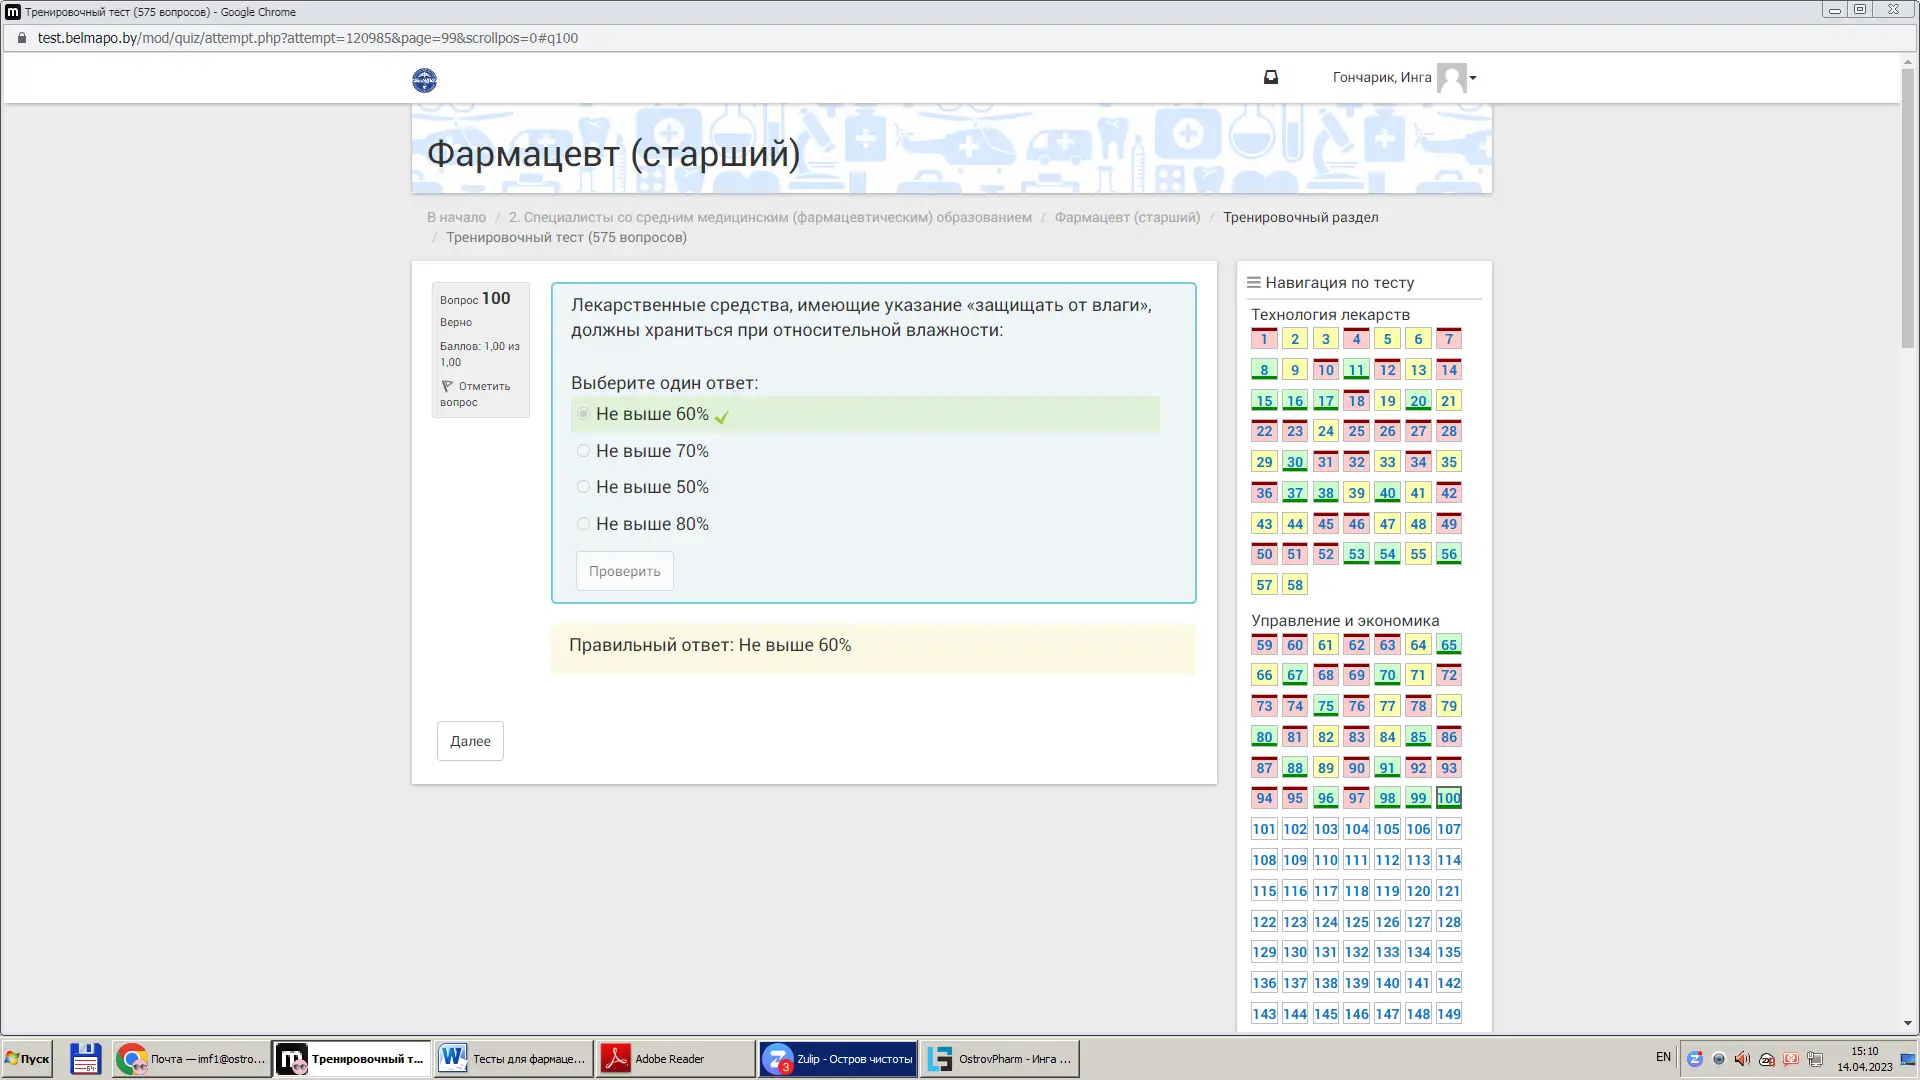 Тренировочный тест (575 вопросов) - Google Chrome
test.belmapo.by/mod/quiz/attempt.php?attempt=120985&page=99&scrollpos=0#q100
Гончарик, Инга
Фармацевт (старший)
В начало / 2. Специалисты со средним медицинским (фармацевтическим) образованием / Фармацевт (старший) / Тренировочный раздел
/ Тренировочный тест (575 вопросов)
Вопрос 100
Верно
Баллов: 1,00 из
1,00
Отметить
вопрос
Лекарственные средства, имеющие указание «защищать от влаги»,
должны храниться при относительной влажности:
Выберите один ответ:
Не выше 60%
Не выше 70%
Не выше 50%
Не выше 80%
Проверить
Правильный ответ: Не выше 60%
Далее
Навигация по тесту
Технология лекарств
1 2 3 4 5 6 7
8 9 10 11 12 13 14
15 16 17 18 19 20 21
22 23 24 25 26 27 28
29 30 31 32 33 34 35
36 37 38 39 40 41 42
43 44 45 46 47 48 49
50 51 52 53 54 55 56
57 58
Управление и экономика
59 60 61 62 63 64 65
66 67 68 69 70 71 72
73 74 75 76 77 78 79
80 81 82 83 84 85 86
87 88 89 90 91 92 93
94 95 96 97 98 99 100
101 102 103 104 105 106 107
108 109 110 111 112 113 114
115 116 117 118 119 120 121
122 123 124 125 126 127 128
129 130 131 132 133 134 135
136 137 138 139 140 141 142
143 144 145 146 147 148 149
Пуск
Почта — imf1@ostro...
Тренировочный т...
Тесты для фармаце...
Adobe Reader
3
Zulip - Остров чистоты
OstrovPharm - Инга ...
EN
15:10
14.04.2023